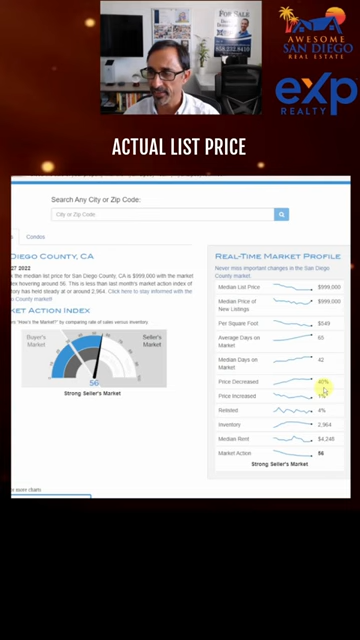 FOR SALE
858.232.8410
AWESOME
SAN DIEGO
REAL ESTATE
eXp
REALTY
ACTUAL LIST PRICE
Search Any City or Zip Code:
City or Zip Code
Condos
DIEGO COUNTY, CA
27 2022
the median list price for San Diego County, CA is $999,000 with the market
hovering around 56. This is less than last month's market action index of
tory has held steady at or around 2,964. Click here to stay informed with the
County market!
KET ACTION INDEX
"How's the Market?" by comparing rate of sales versus inventory.
Buyer's
Market
Seller's
Market
56
Strong Seller's Market
more charts
REAL-TIME MARKET PROFILE
Never miss important changes in the San Diego
County market.
Median List Price $999,000
Median Price of
New Listings $999,000
Per Square Foot $549
Average Days on
Market 65
Median Days on
Market 42
Price Decreased 40%
Price Increased 1%
Relisted 4%
Inventory 2,964
Median Rent $4,248
Market Action 56
Strong Seller's Market